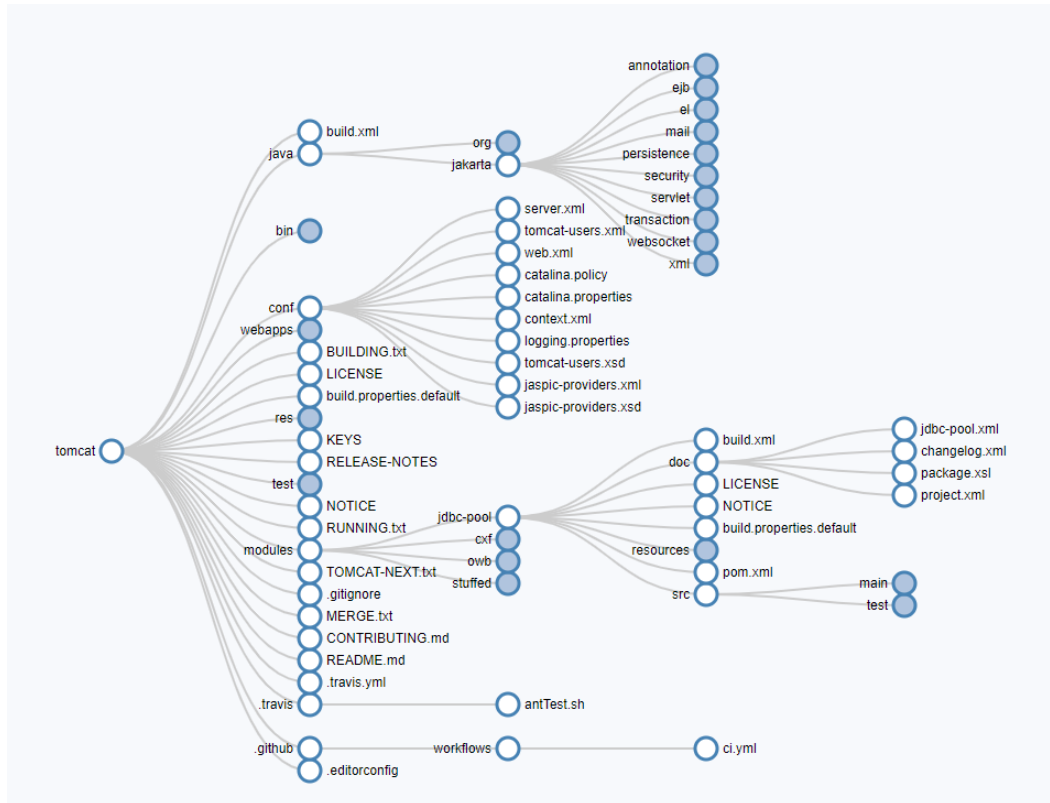 tomcat
build.xml
java
org
jakarta
annotation
ejb
el
mail
persistence
security
servlet
transaction
websocket
xml
bin
conf
server.xml
tomcat-users.xml
web.xml
catalina.policy
catalina.properties
context.xml
logging.properties
tomcat-users.xsd
jaspic-providers.xml
jaspic-providers.xsd
webapps
BUILDING.txt
LICENSE
build.properties.default
res
KEYS
RELEASE-NOTES
test
NOTICE
RUNNING.txt
modules
jdbc-pool
build.xml
doc
jdbc-pool.xml
changelog.xml
package.xsl
project.xml
LICENSE
NOTICE
build.properties.default
resources
pom.xml
src
main
test
cxf
owb
stuffed
TOMCAT-NEXT.txt
.gitignore
MERGE.txt
CONTRIBUTING.md
README.md
.travis.yml
.travis
antTest.sh
.github
workflows
ci.yml
.editorconfig